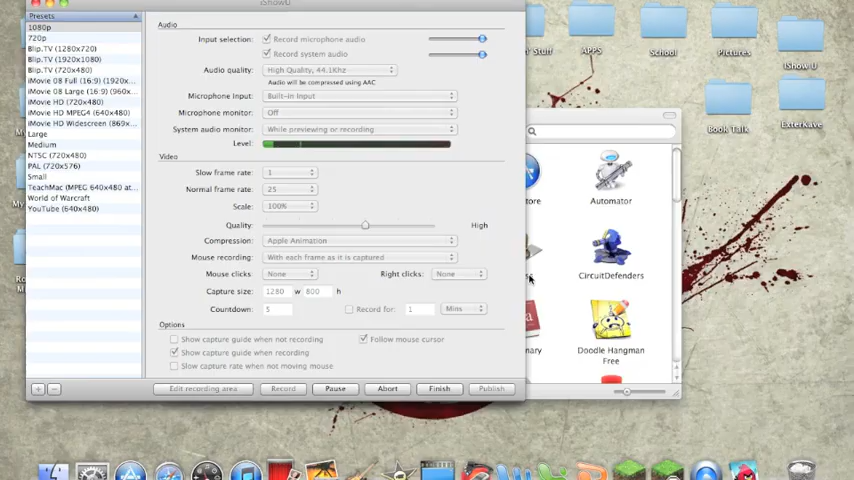 iShowU
Presets
1080p
720p
Blip.TV (1280x720)
Blip.TV (1920x1080)
Blip.TV (720x480)
iMovie 08 Full (16:9) (1920x...
iMovie 08 Large (16:9) (960x...
iMovie HD (720x480)
iMovie HD MPEG4 (640x480)
iMovie HD Widescreen (869x...
Large
Medium
NTSC (720x480)
PAL (720x576)
Small
TeachMac (MPEG 640x480 at...
World of Warcraft
YouTube (640x480)
Audio
Input selection:
Record microphone audio
Record system audio
Audio quality:
High Quality, 44.1Khz
Audio will be compressed using AAC
Microphone Input:
Built-in Input
Microphone monitor:
Off
System audio monitor:
While previewing or recording
Level:
Video
Slow frame rate:
1
Normal frame rate:
25
Scale:
100%
Quality:
High
Compression:
Apple Animation
Mouse recording:
With each frame as it is captured
Mouse clicks:
None
Right clicks:
None
Capture size:
1280 w 800 h
Countdown:
5
Record for:
1
Mins
Options
Show capture guide when not recording
Follow mouse cursor
Show capture guide when recording
Slow capture rate when not moving mouse
+ −
Edit recording area
Record
Pause
Abort
Finish
Publish
Stuff
APPS
School
Pictures
iShow U
Book Talk
ExterKave
Automator
CircuitDefenders
Doodle Hangman
Free